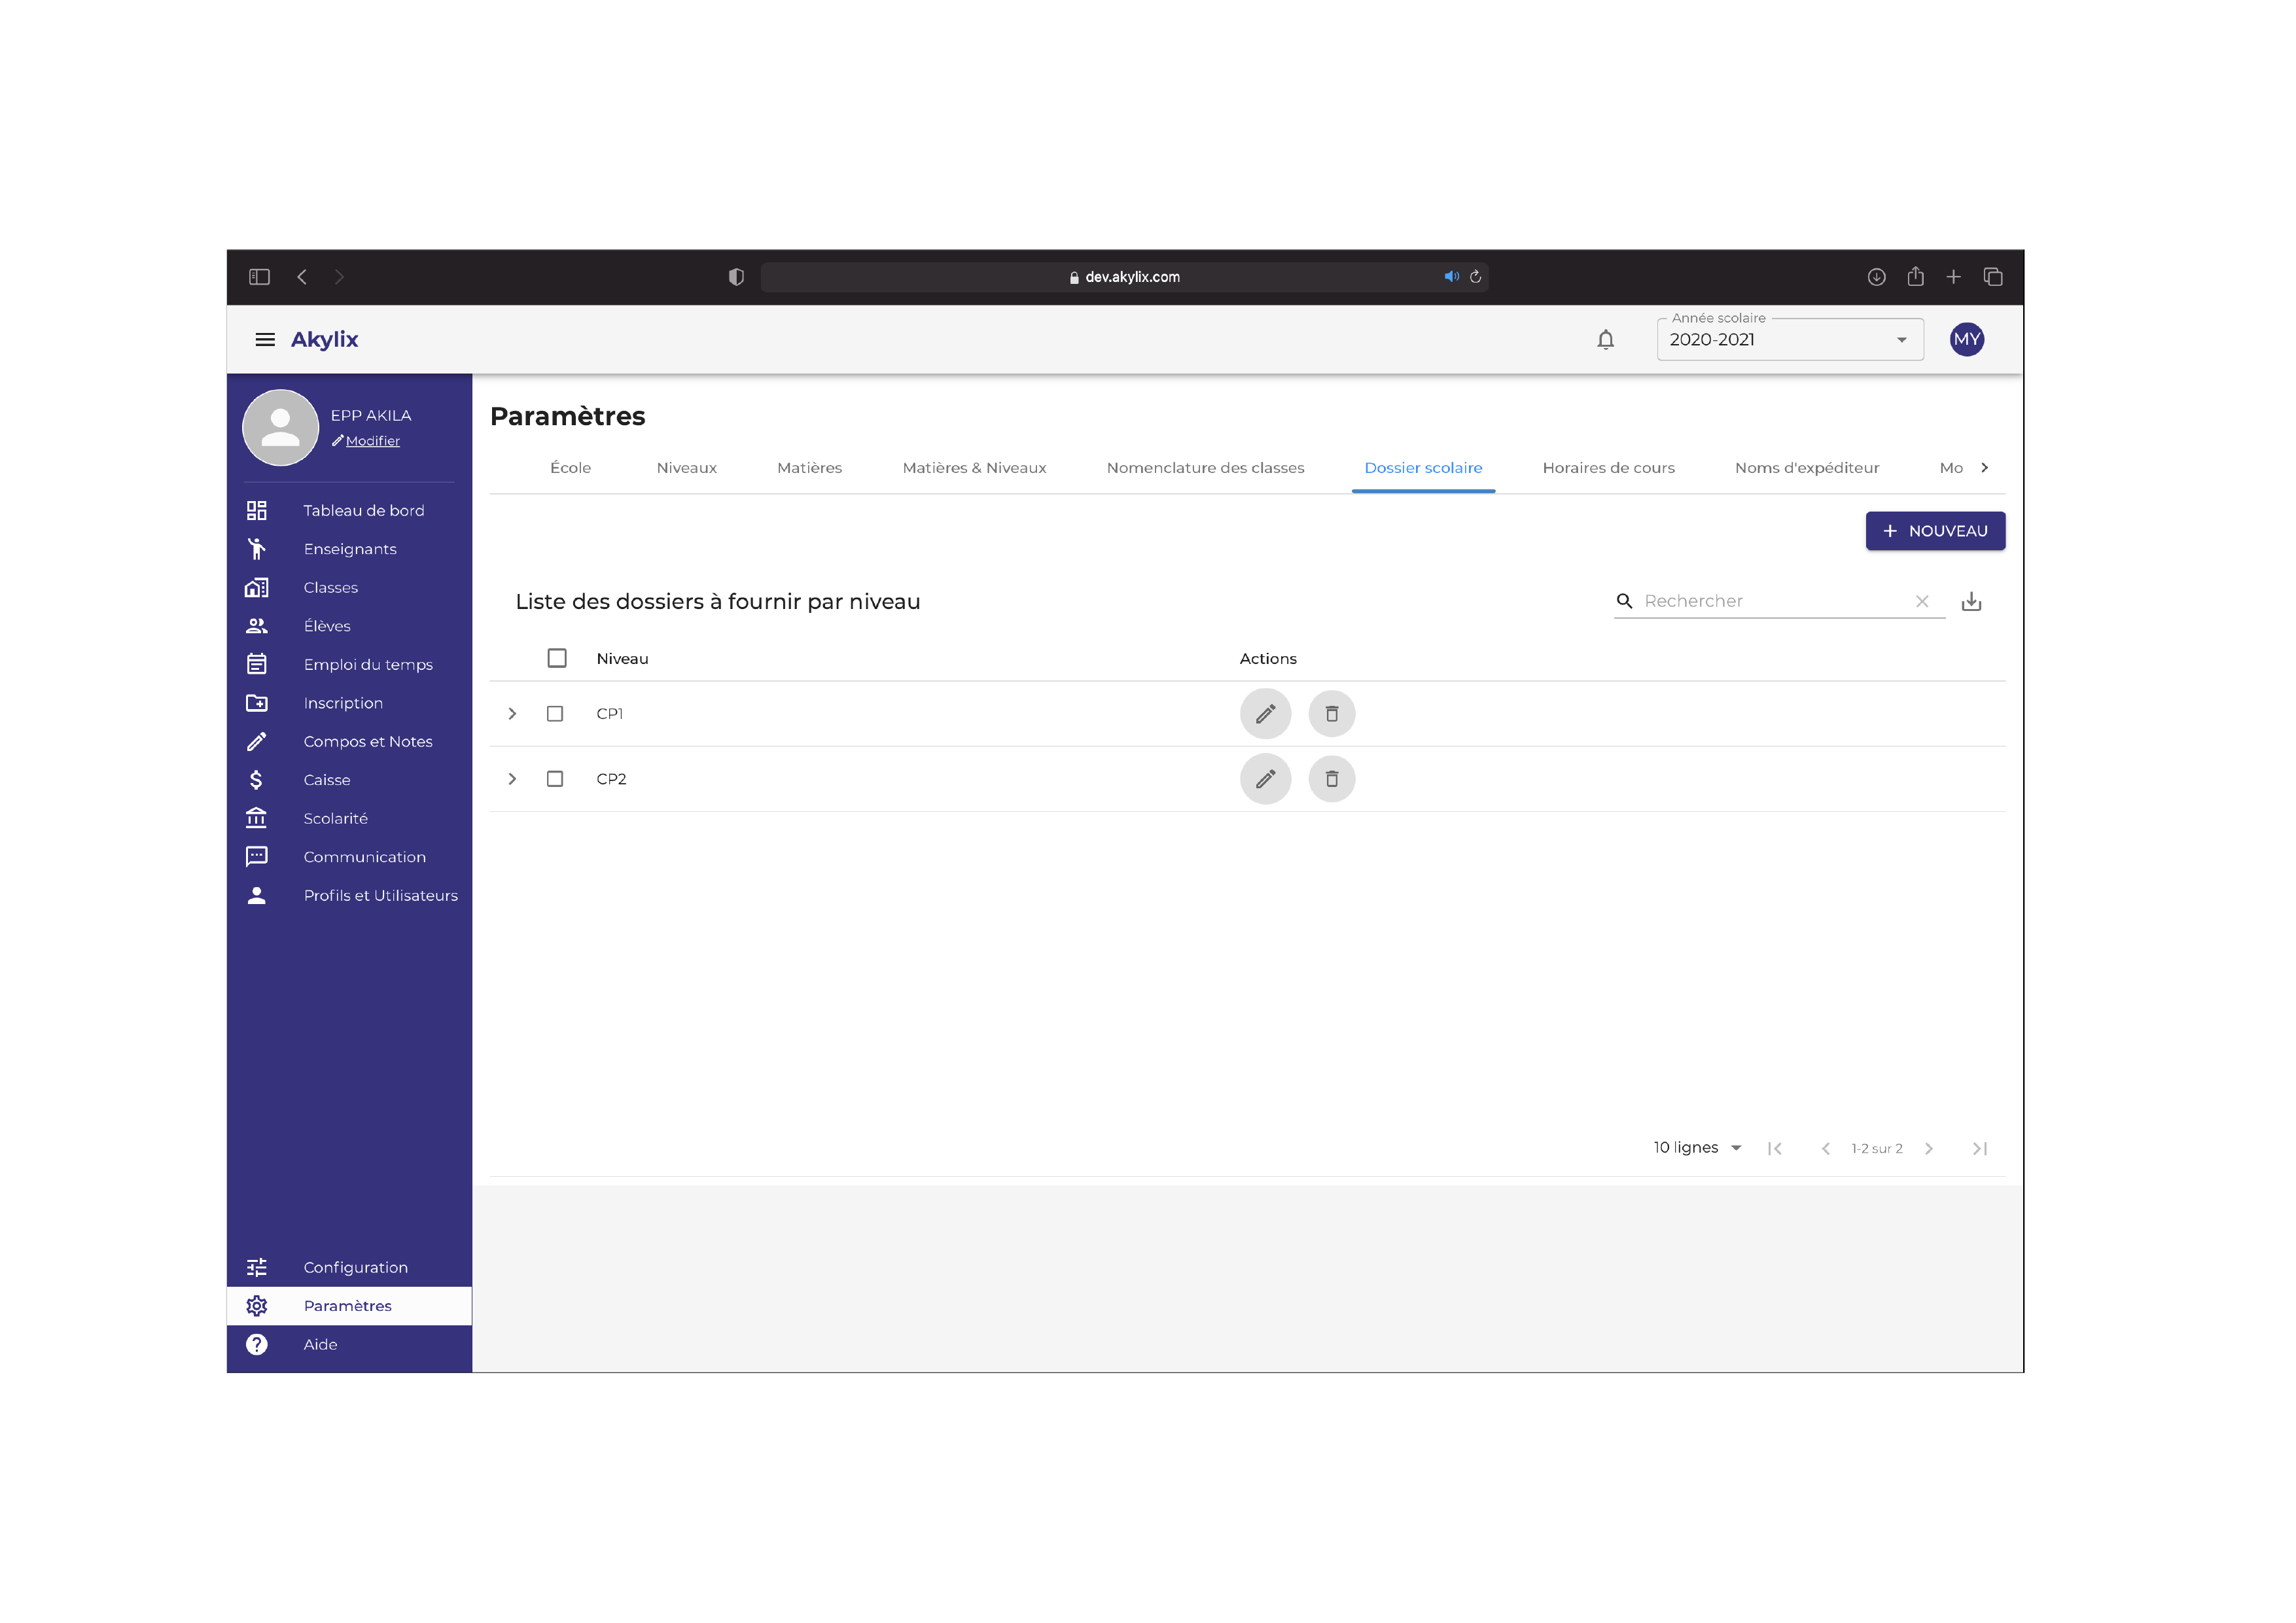 dev.akylix.com
Akylix
Année scolaire
2020-2021
MY
EPP AKILA
Modifier
Tableau de bord
Enseignants
Classes
Élèves
Emploi du temps
Inscription
Compos et Notes
Caisse
Scolarité
Communication
Profils et Utilisateurs
Configuration
Paramètres
Aide
Paramètres
École Niveaux Matières Matières & Niveaux Nomenclature des classes Dossier scolaire Horaires de cours Noms d'expéditeur Mo
+ NOUVEAU
Liste des dossiers à fournir par niveau
Rechercher
Niveau Actions
CP1
CP2
10 lignes 1-2 sur 2